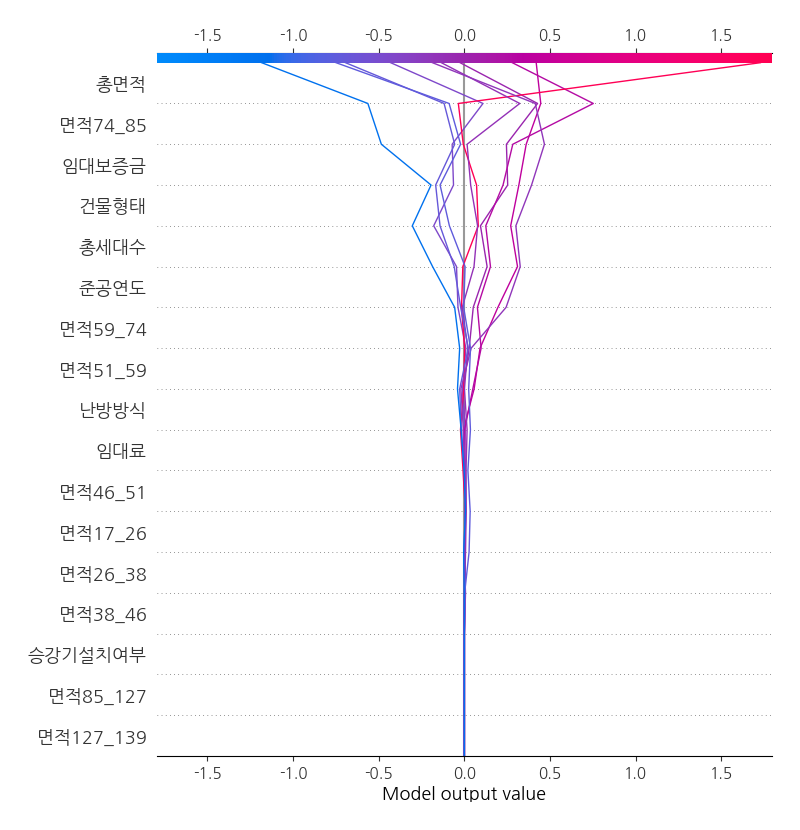 -1.5 -1.0 -0.5 0.0 0.5 1.0 1.5
총면적
면적74_85
임대보증금
건물형태
총세대수
준공연도
면적59_74
면적51_59
난방방식
임대료
면적46_51
면적17_26
면적26_38
면적38_46
승강기설치여부
면적85_127
면적127_139
-1.5 -1.0 -0.5 0.0 0.5 1.0 1.5
Model output value